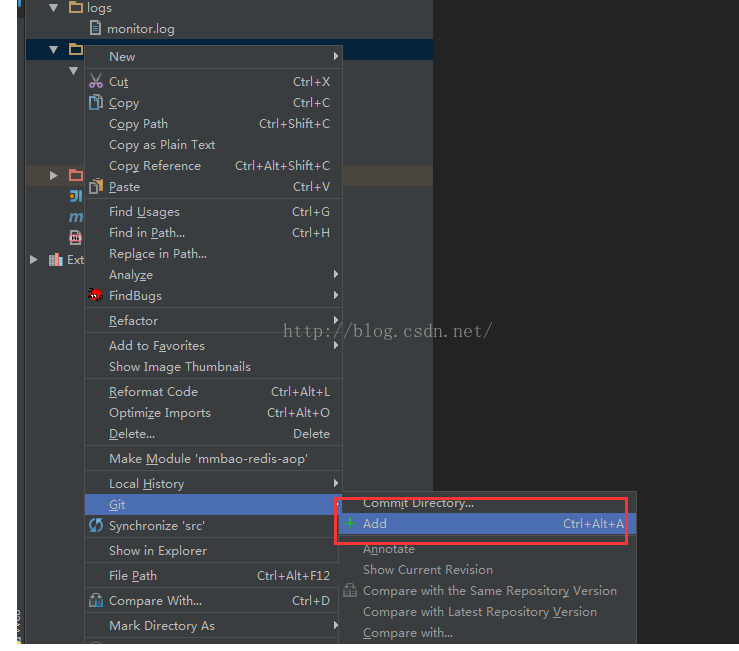 logs
monitor.log
New
Cut Ctrl+X
Copy Ctrl+C
Copy Path Ctrl+Shift+C
Copy as Plain Text
Copy Reference Ctrl+Alt+Shift+C
Paste Ctrl+V
Find Usages Ctrl+G
Find in Path... Ctrl+H
Replace in Path...
Analyze
FindBugs
Refactor
http://blog.csdn.net/
Add to Favorites
Show Image Thumbnails
Reformat Code Ctrl+Alt+L
Optimize Imports Ctrl+Alt+O
Delete... Delete
Make Module 'mmbao-redis-aop'
Local History
Git
Synchronize 'src'
Show in Explorer
File Path Ctrl+Alt+F12
Compare With... Ctrl+D
Mark Directory As
Ext
Commit Directory...
Add Ctrl+Alt+A
Annotate
Show Current Revision
Compare with the Same Repository Version
Compare with Latest Repository Version
Compare with...